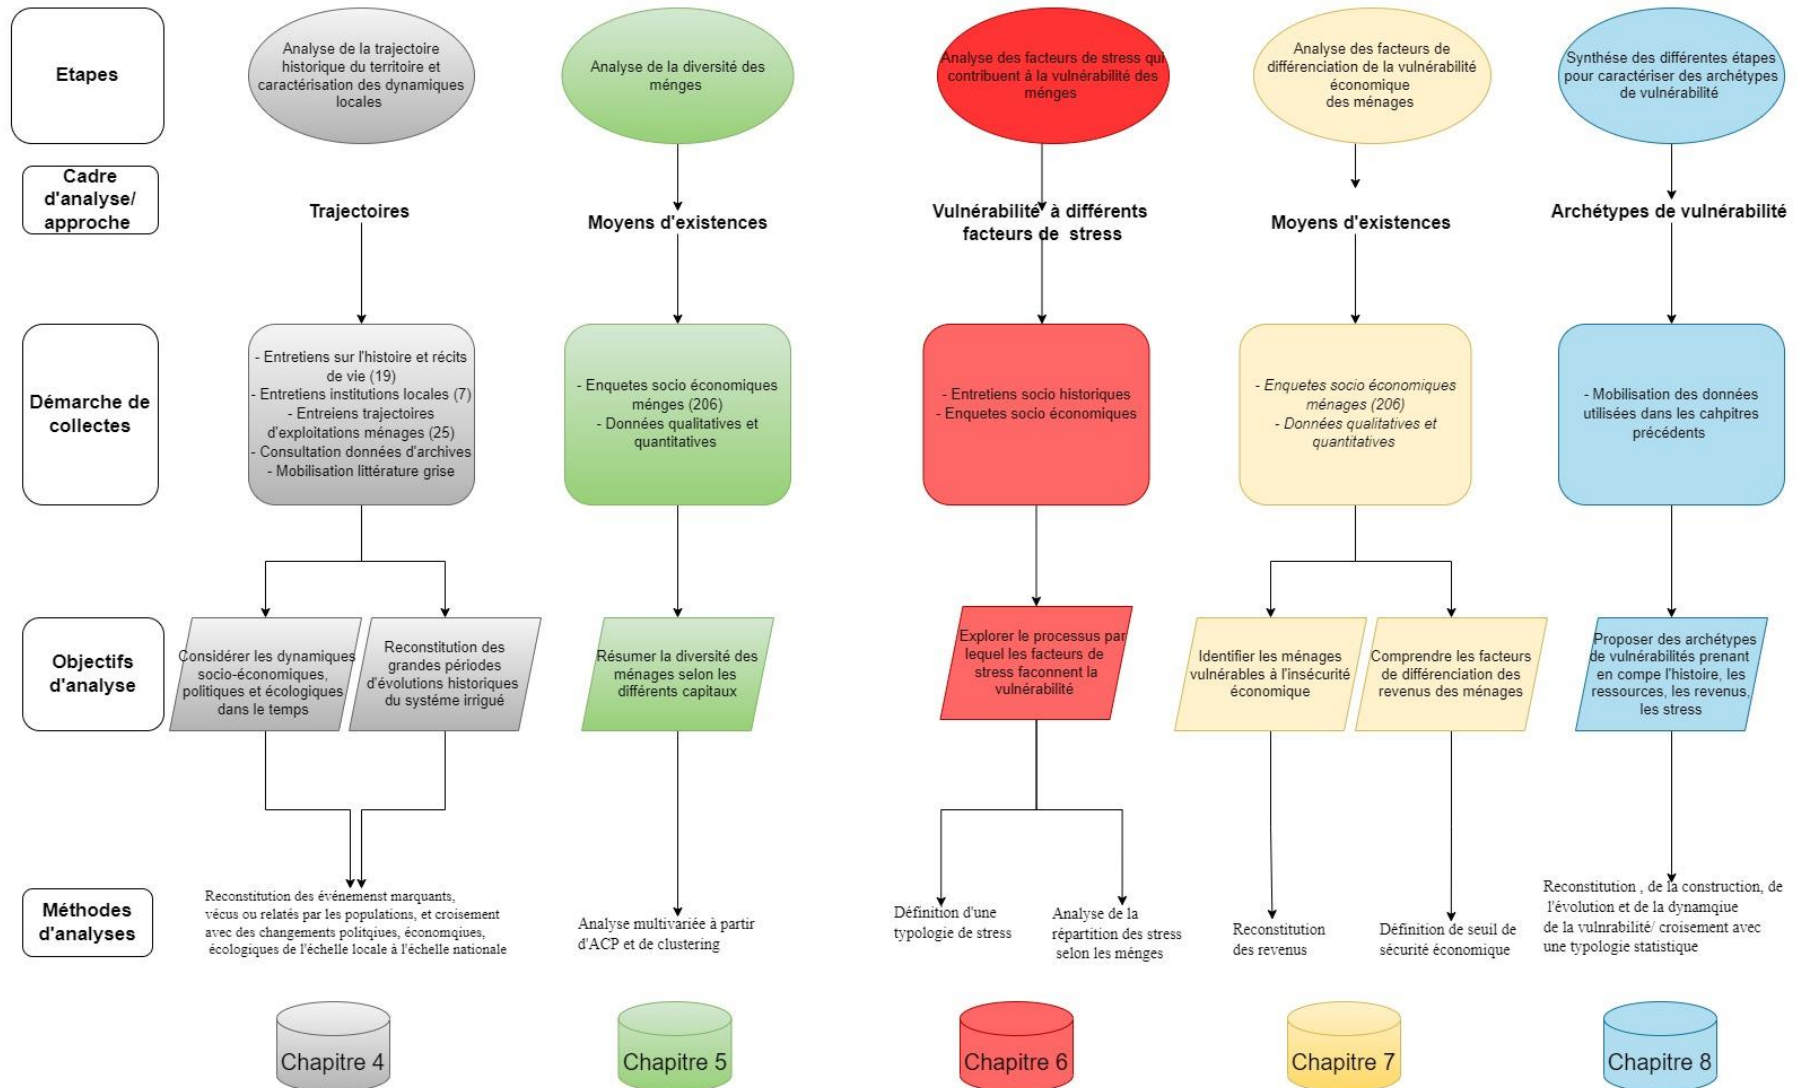 Etapes
Analyse de la trajectoire
historique du territoire et
caractérisation des dynamiques
locales
Analyse de la diversité des
ménges
Analyse des facteurs de stress qui
contribuent à la vulnérabilité des
ménges
Analyse des facteurs de
différenciation de la vulnérabilité
économique
des ménages
Synthése des différentes étapes
pour caractériser des archétypes
de vulnérabilité
Cadre
d'analyse/
approche
Trajectoires
Moyens d'existences
Vulnérabilité à différents
facteurs de stress
Moyens d'existences
Archétypes de vulnérabilité
Démarche de
collectes
- Entretiens sur l'histoire et récits
de vie (19)
- Entretiens institutions locales (7)
- Entreiens trajectoires
d'exploitations ménages (25)
- Consultation données d'archives
- Mobilisation littérature grise
- Enquetes socio économiques
ménges (206)
- Données qualitatives et
quantitatives
- Entretiens socio historiques
- Enquetes socio économiques
- Enquetes socio économiques
ménages (206)
- Données qualitatives et
quantitatives
- Mobilisation des données
utilisées dans les cahpitres
précédents
Objectifs
d'analyse
Considérer les dynamiques
socio-économiques,
politiques et écologiques
dans le temps
Reconstitution des
grandes périodes
d'évolutions historiques
du systéme irrigué
Résumer la diversité des
ménages selon les
différents capitaux
Explorer le processus par
lequel les facteurs de
stress faconnent la
vulnérabilité
Identifier les ménages
vulnérables à l'insécurité
économique
Comprendre les facteurs
de différenciation des
revenus des ménages
Proposer des archétypes
de vulnérabilités prenant
en compe l'histoire, les
ressources, les revenus,
les stress
Méthodes
d'analyses
Reconstitution des événemenst marquants,
vécus ou relatés par les populations, et croisement
avec des changements politqiues, économqiues,
écologiques de l'échelle locale à l'échelle nationale
Analyse multivariée à partir
d'ACP et de clustering
Définition d'une
typologie de stress
Analyse de la
répartition des stress
selon les ménges
Reconstitution
des revenus
Définition de seuil de
sécurité économique
Reconstitution , de la construction, de
l'évolution et de la dynamqiue
de la vulnrabilité/ croisement avec
une typologie statistique
Chapitre 4
Chapitre 5
Chapitre 6
Chapitre 7
Chapitre 8